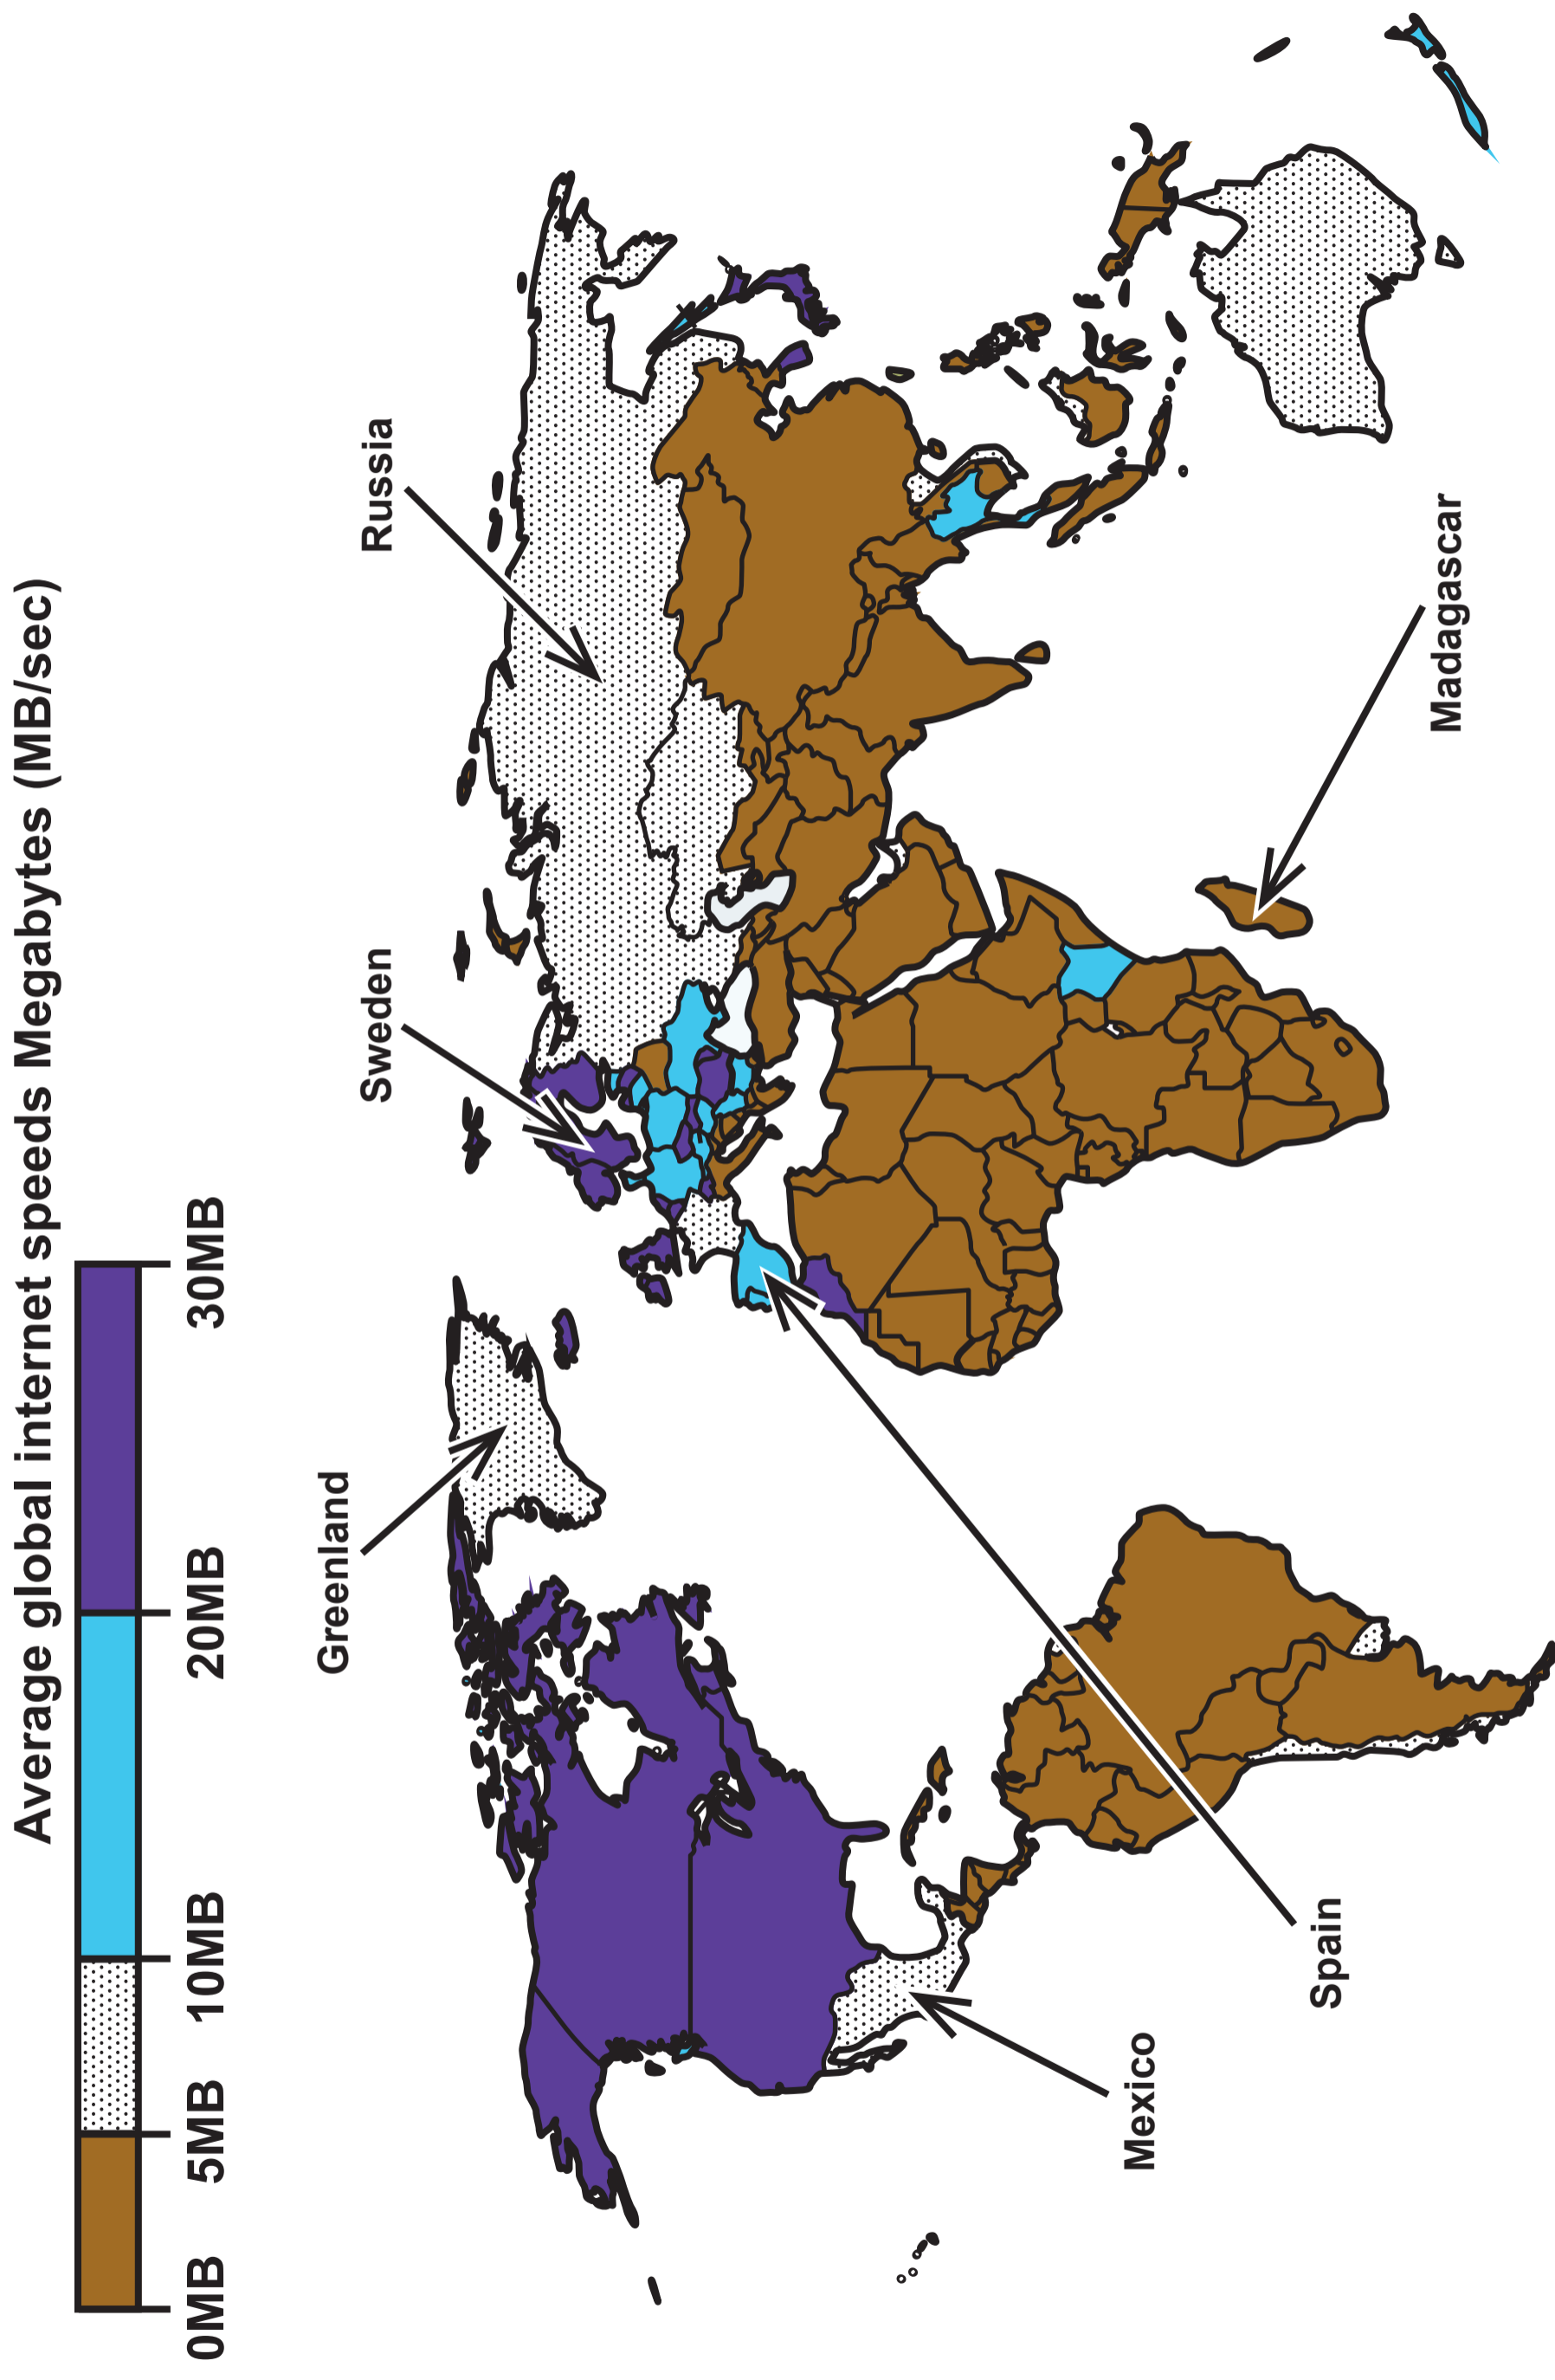 Average global internet speeds Megabytes (MB/sec)
0MB 5MB 10MB 20MB 30MB
Greenland
Sweden
Russia
Mexico
Spain
Madagascar